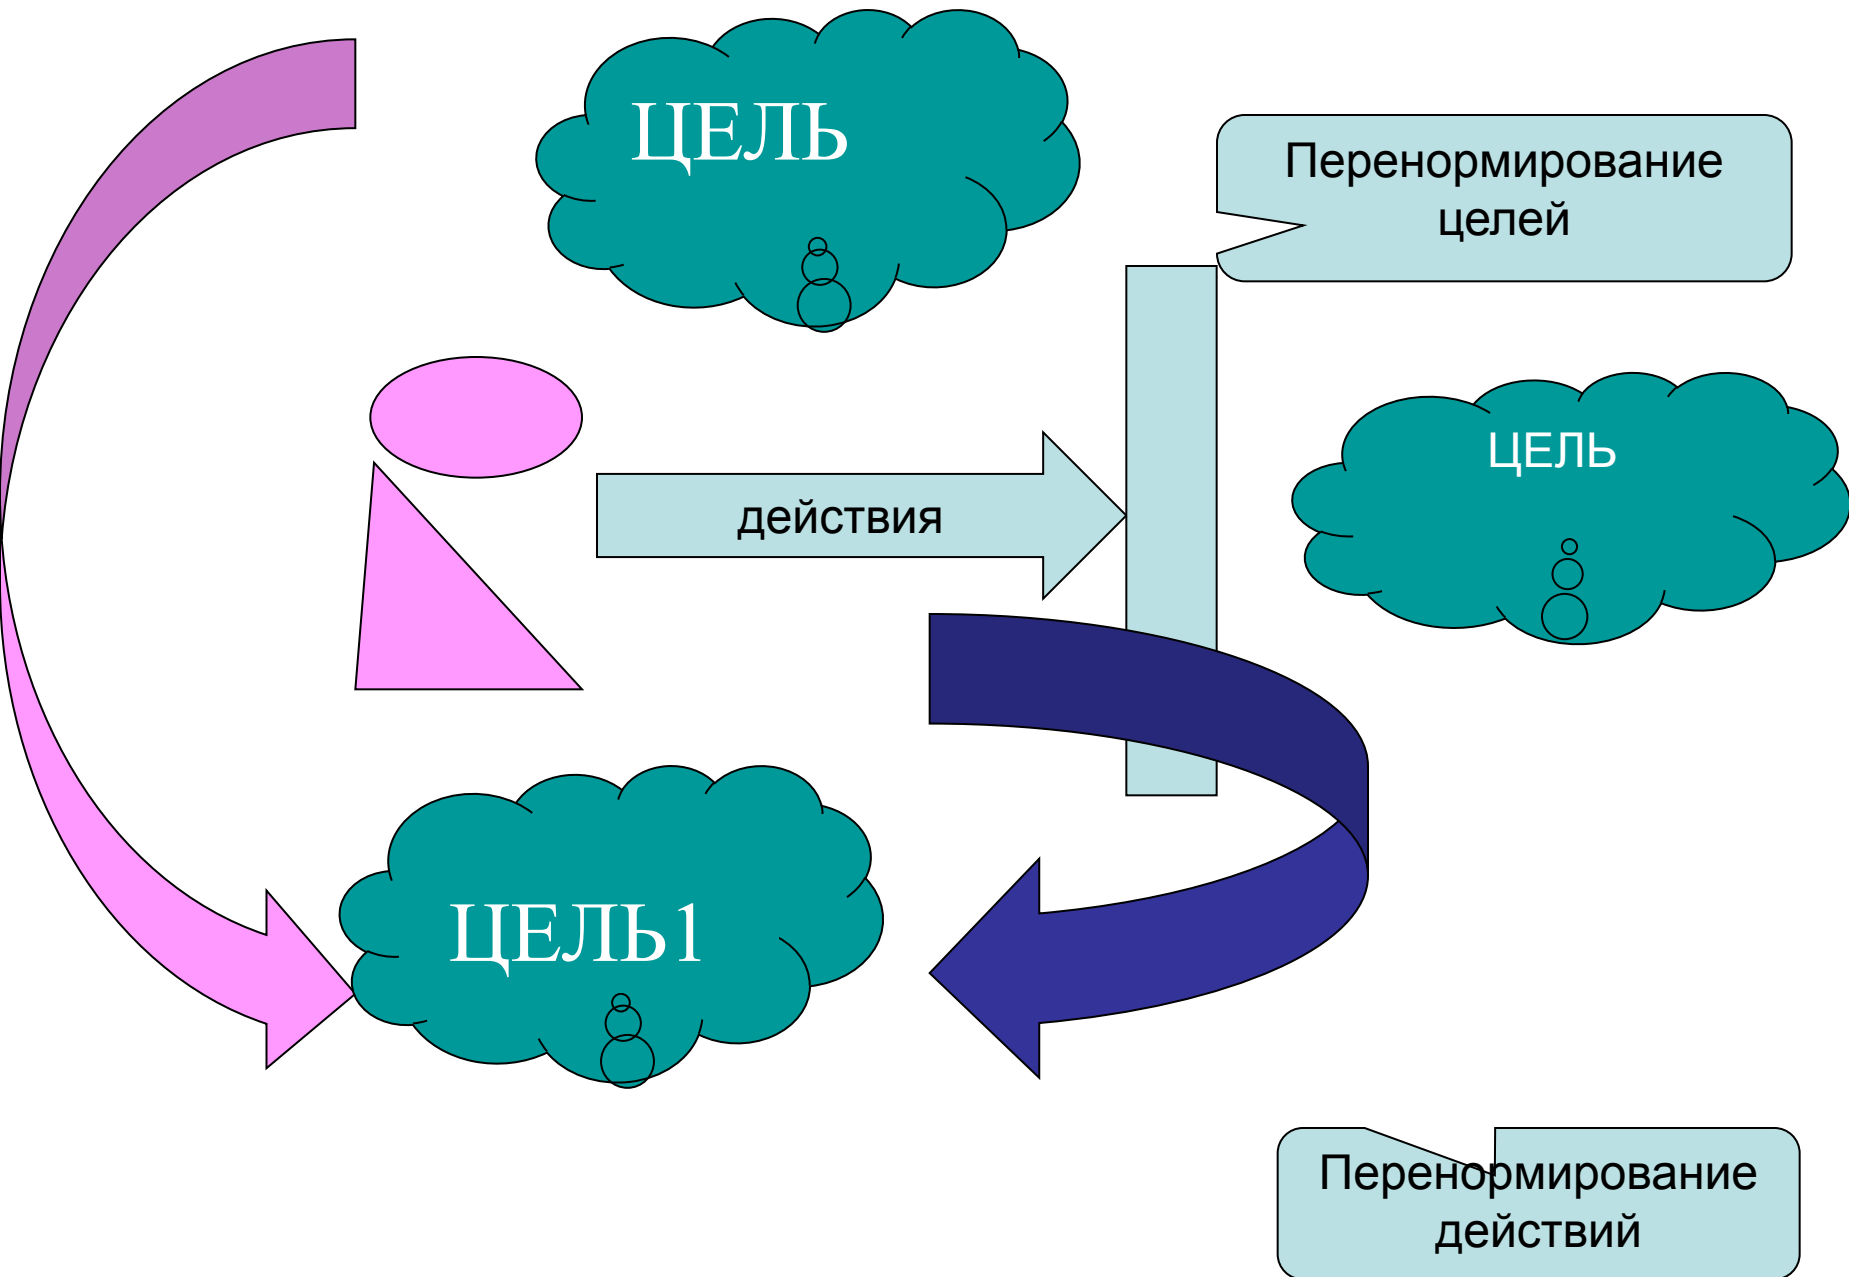 ЦЕЛЬ
Перенормирование
целей
ЦЕЛЬ
действия
ЦЕЛЬ1
Перенормирование
действий